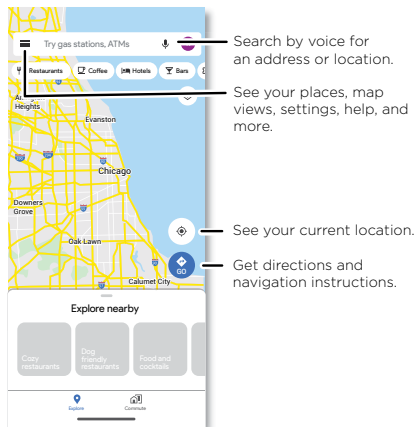 Try gas stations, ATMs
Restaurants
Coffee
Hotels
Bars
Heights
Evanston
Chicago
Downers
Grove
Oak Lawn
Calumet City
GO
Explore nearby
Cozy
restaurants
Dog
friendly
restaurants
Food and
cocktails
Explore
Commute
Search by voice for
an address or location.
See your places, map
views, settings, help, and
more.
See your current location.
Get directions and
navigation instructions.